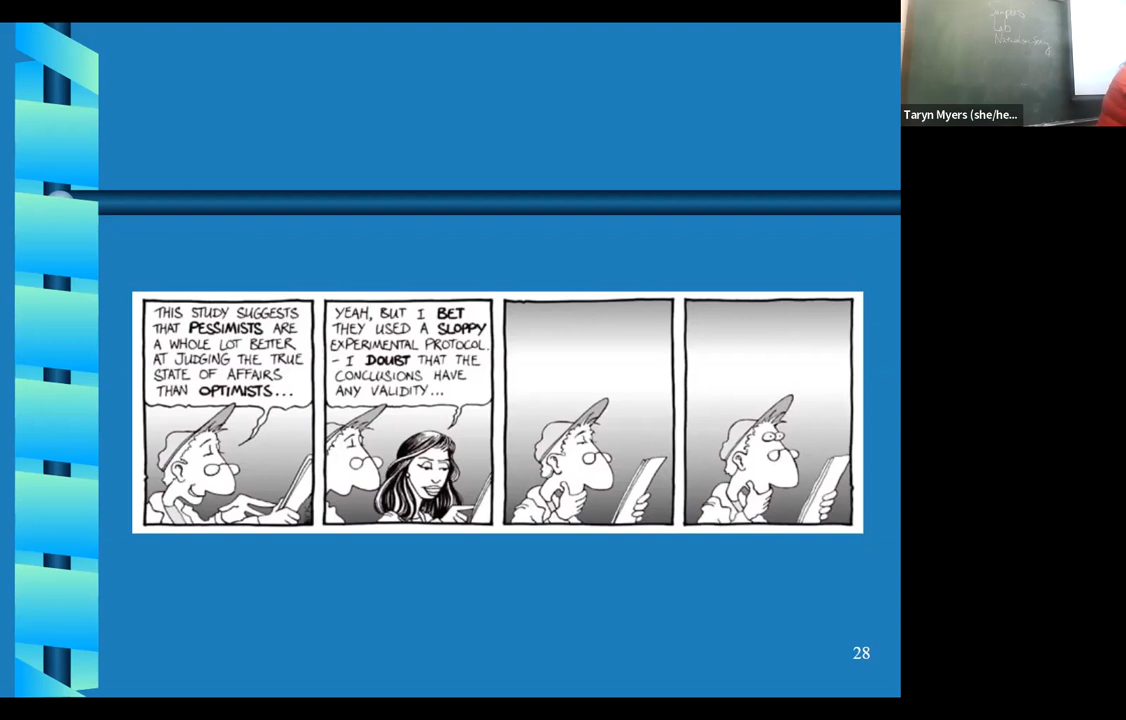 THIS STUDY SUGGESTS
THAT PESSIMISTS ARE
A WHOLE LOT BETTER
AT JUDGING THE TRUE
STATE OF AFFAIRS
THAN OPTIMISTS...
YEAH, BUT I BET
THEY USED A SLOPPY
EXPERIMENTAL PROTOCOL.
- I DOUBT THAT THE
CONCLUSIONS HAVE
ANY VALIDITY...
28
Taryn Myers (she/he...